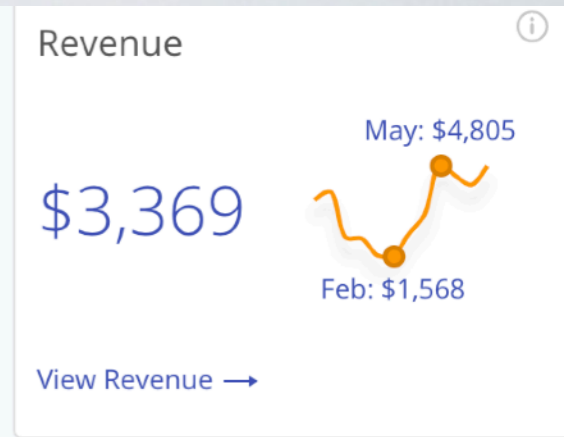 Revenue
May: $4,805
$3,369
Feb: $1,568
View Revenue →